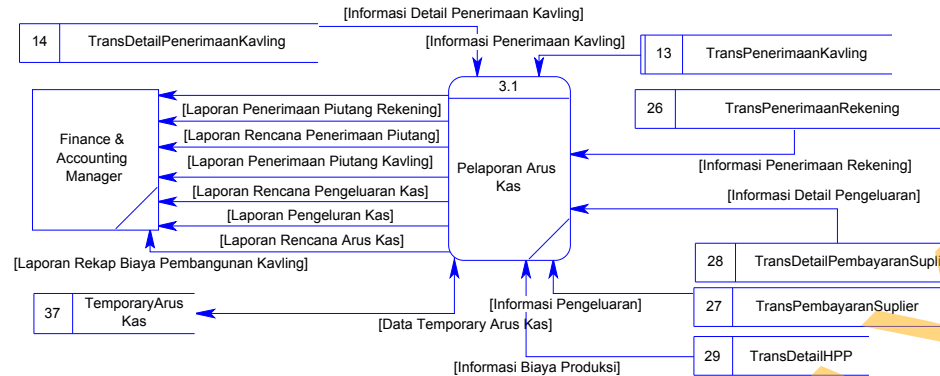 [Informasi Detail Penerimaan Kavling]
14 TransDetailPenerimaanKavling
[Informasi Penerimaan Kavling]
13 TransPenerimaanKavling
3.1
Pelaporan Arus
Kas
26 TransPenerimaanRekening
[Informasi Penerimaan Rekening]
Finance &
Accounting
Manager
[Laporan Penerimaan Piutang Rekening]
[Laporan Rencana Penerimaan Piutang]
[Laporan Penerimaan Piutang Kavling]
[Laporan Rencana Pengeluaran Kas]
[Laporan Pengeluran Kas]
[Laporan Rencana Arus Kas]
[Laporan Rekap Biaya Pembangunan Kavling]
[Informasi Detail Pengeluaran]
28 TransDetailPembayaranSupli
[Informasi Pengeluaran]
27 TransPembayaranSuplier
37 TemporaryArus
Kas
[Data Temporary Arus Kas]
[Informasi Biaya Produksi]
29 TransDetailHPP